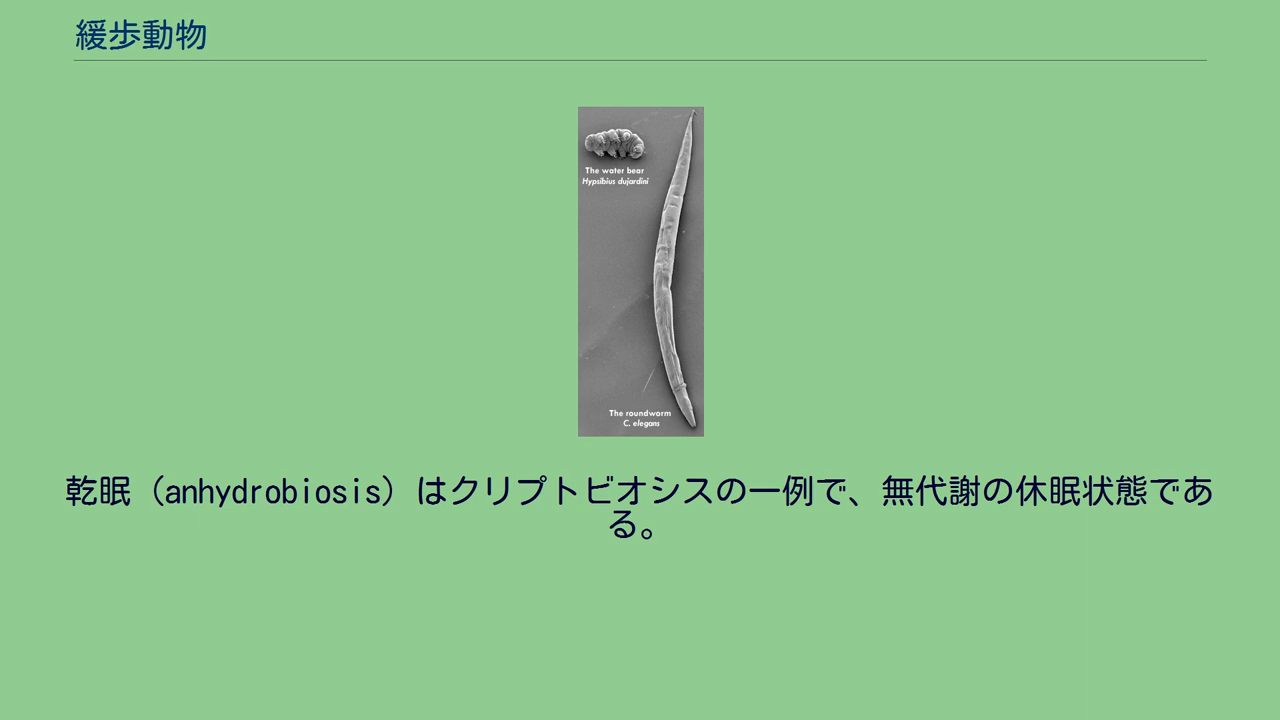 緩歩動物
The water bear
Hypsibius dujardini
The roundworm
C. elegans
乾眠（anhydrobiosis）はクリプトビオシスの一例で、無代謝の休眠状態であ
る。